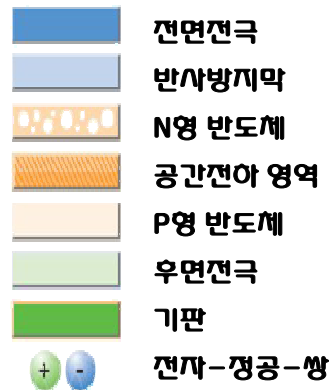 전면전극
반사방지막
N형 반도체
공간전하 영역
P형 반도체
후면전극
기판
+ - 전자-정공-쌍